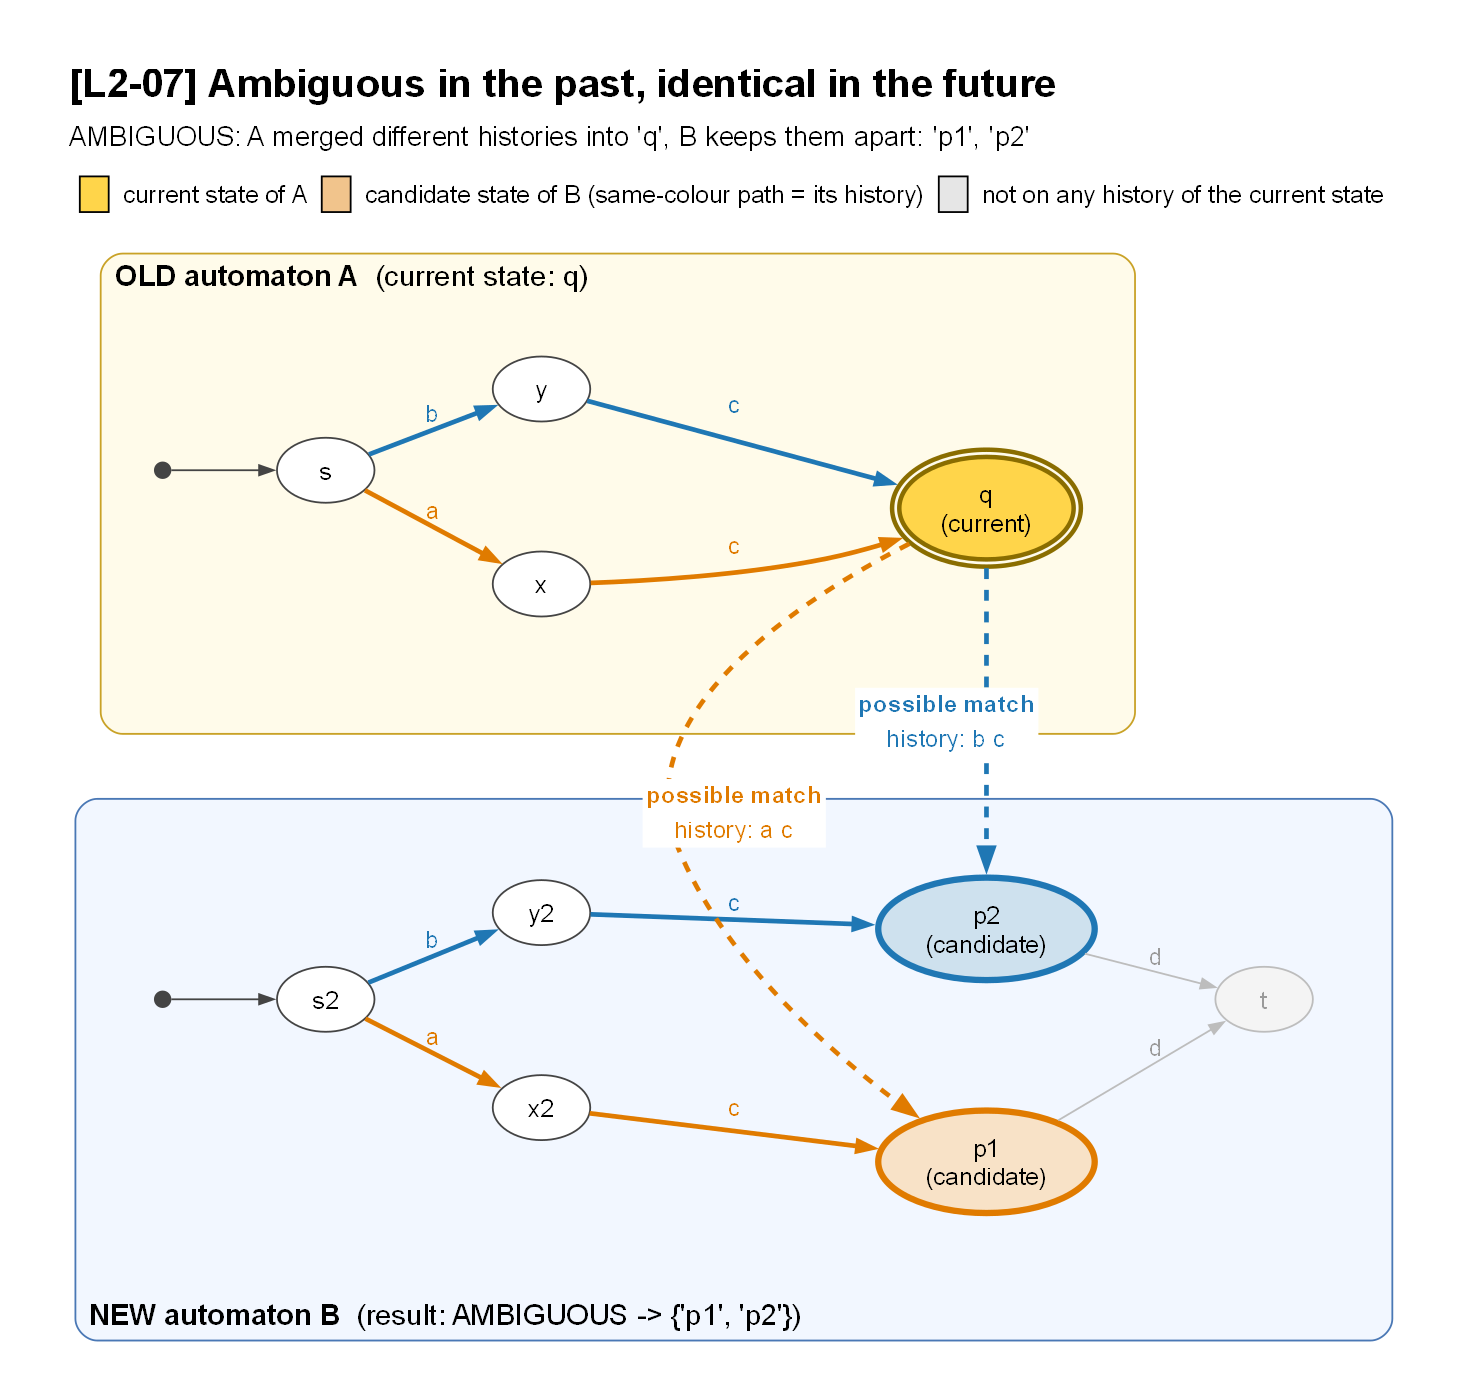 [L2-07] Ambiguous in the past, identical in the future
AMBIGUOUS: A merged different histories into 'q', B keeps them apart: 'p1', 'p2'
current state of A
candidate state of B (same-colour path = its history)
not on any history of the current state
OLD automaton A (current state: q)
y
b
c
s
a
q
(current)
c
x
possible match
history: b c
possible match
history: a c
y2
c
p2
(candidate)
b
d
s2
t
a
d
x2
c
p1
(candidate)
NEW automaton B (result: AMBIGUOUS -> {'p1', 'p2'})